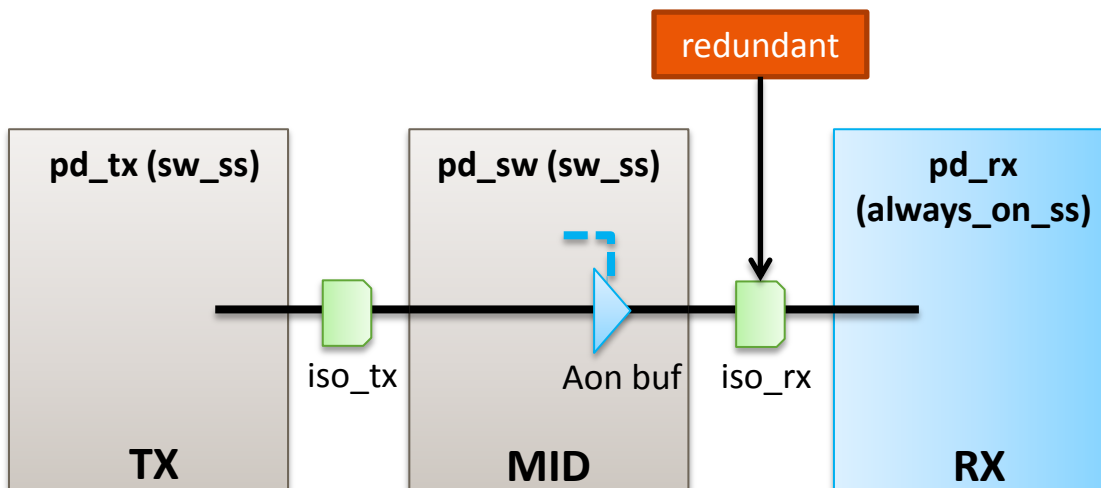 redundant
pd_tx (sw_ss)
pd_sw (sw_ss)
pd_rx
(always_on_ss)
iso_tx
Aon buf
iso_rx
TX
MID
RX